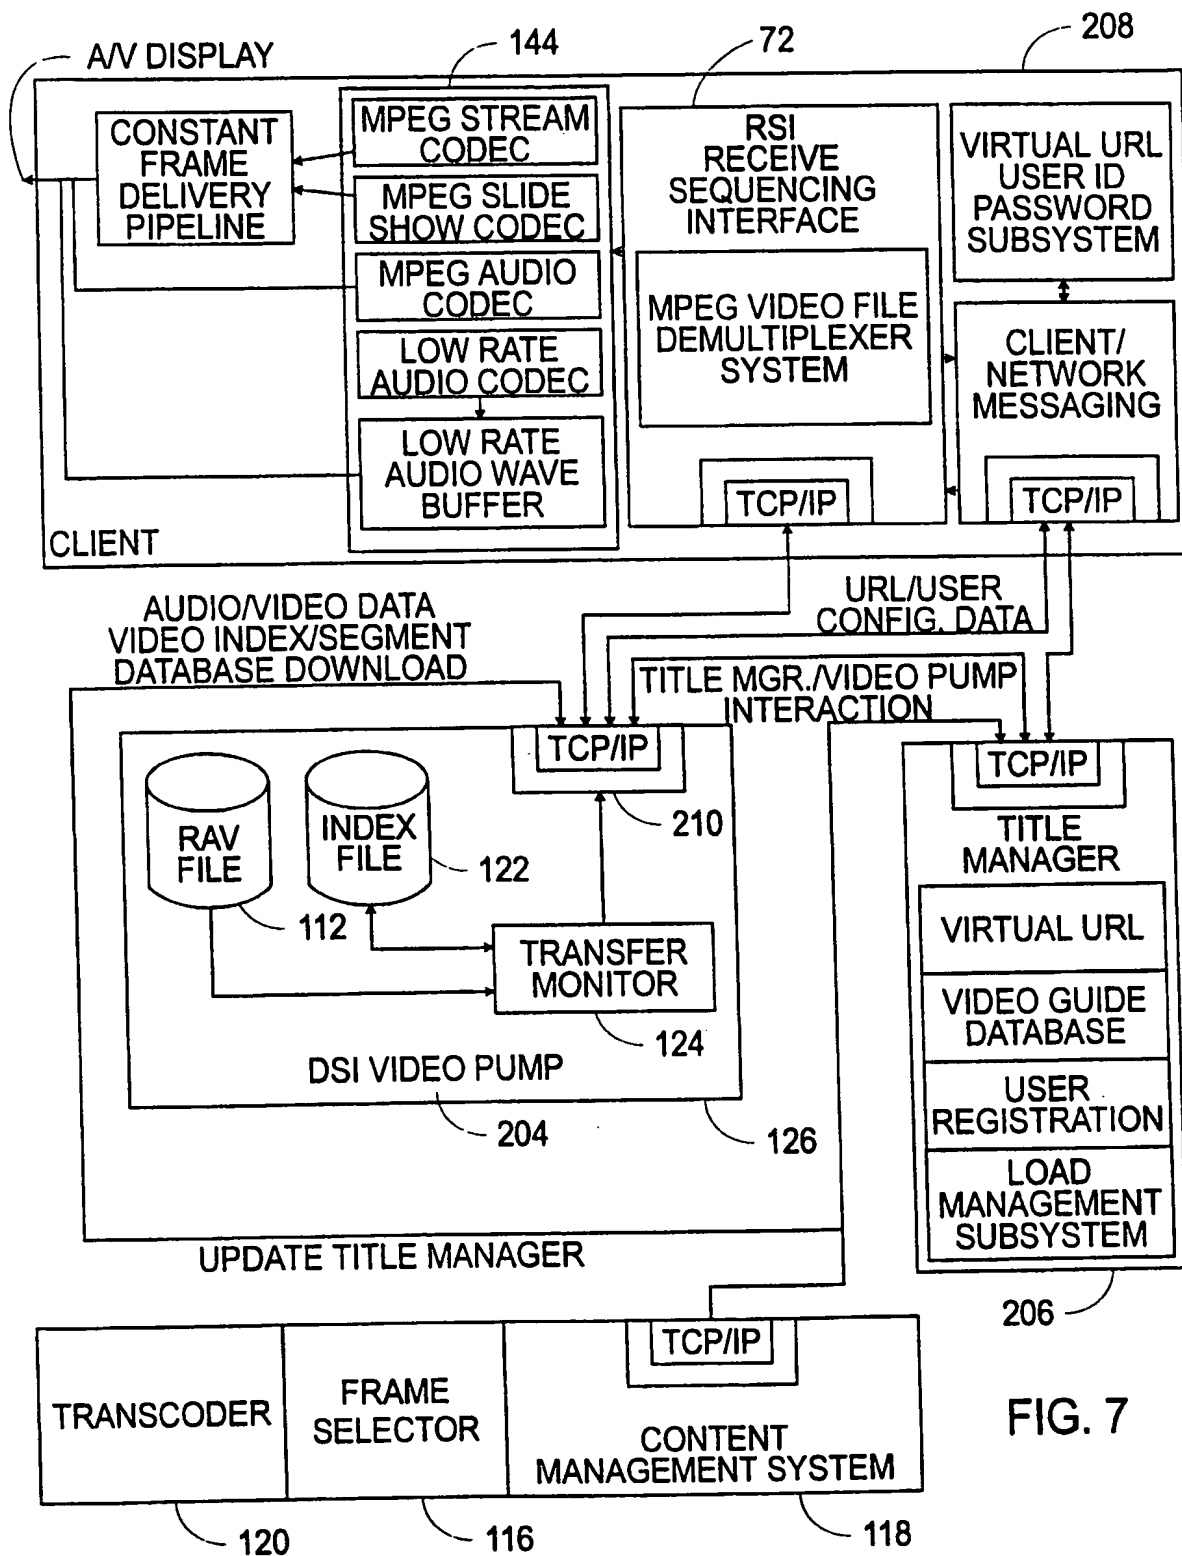 A/V DISPLAY
144
72
208
CONSTANT
FRAME
DELIVERY
PIPELINE
MPEG STREAM
CODEC
MPEG SLIDE
SHOW CODEC
MPEG AUDIO
CODEC
LOW RATE
AUDIO CODEC
LOW RATE
AUDIO WAVE
BUFFER
RSI
RECEIVE
SEQUENCING
INTERFACE
MPEG VIDEO FILE
DEMULTIPLEXER
SYSTEM
TCP/IP
VIRTUAL URL
USER ID
PASSWORD
SUBSYSTEM
CLIENT/
NETWORK
MESSAGING
TCP/IP
CLIENT
AUDIO/VIDEO DATA
VIDEO INDEX/SEGMENT
DATABASE DOWNLOAD
URL/USER
CONFIG. DATA
TITLE MGR./VIDEO PUMP
INTERACTION
TCP/IP
210
RAV
FILE
112
INDEX
FILE
122
TRANSFER
MONITOR
124
DSI VIDEO PUMP
204
126
TCP/IP
TITLE
MANAGER
VIRTUAL URL
VIDEO GUIDE
DATABASE
USER
REGISTRATION
LOAD
MANAGEMENT
SUBSYSTEM
206
UPDATE TITLE MANAGER
TRANSCODER
FRAME
SELECTOR
TCP/IP
CONTENT
MANAGEMENT SYSTEM
120
116
118
FIG. 7